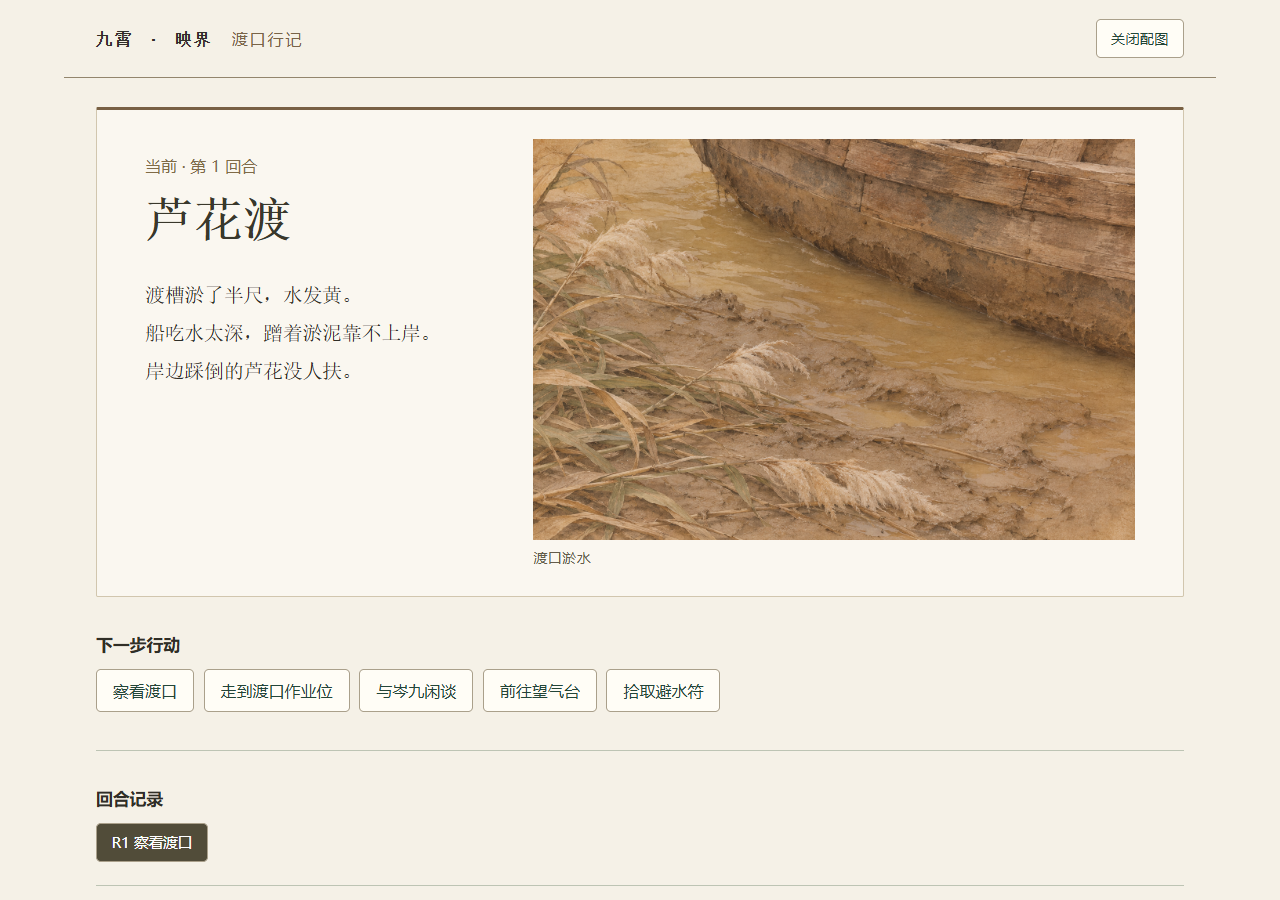 九霄 · 映界 渡口行记
关闭配图
当前 · 第 1 回合
芦花渡
渡槽淤了半尺，水发黄。
船吃水太深，蹭着淤泥靠不上岸。
岸边踩倒的芦花没人扶。
渡口淤水
下一步行动
察看渡口
走到渡口作业位
与岑九闲谈
前往望气台
拾取避水符
回合记录
R1 察看渡口